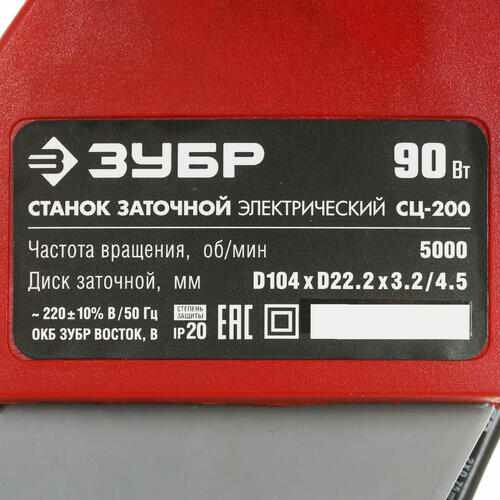 ЗУБР 90 Вт
СТАНОК ЗАТОЧНОЙ ЭЛЕКТРИЧЕСКИЙ СЦ-200
Частота вращения, об/мин 5000
Диск заточной, мм D104 x D22.2 x 3.2 / 4.5
~ 220 ± 10% В / 50 Гц СТЕПЕНЬ ЗАЩИТЫ
ОКБ ЗУБР ВОСТОК, В IP20 EAC